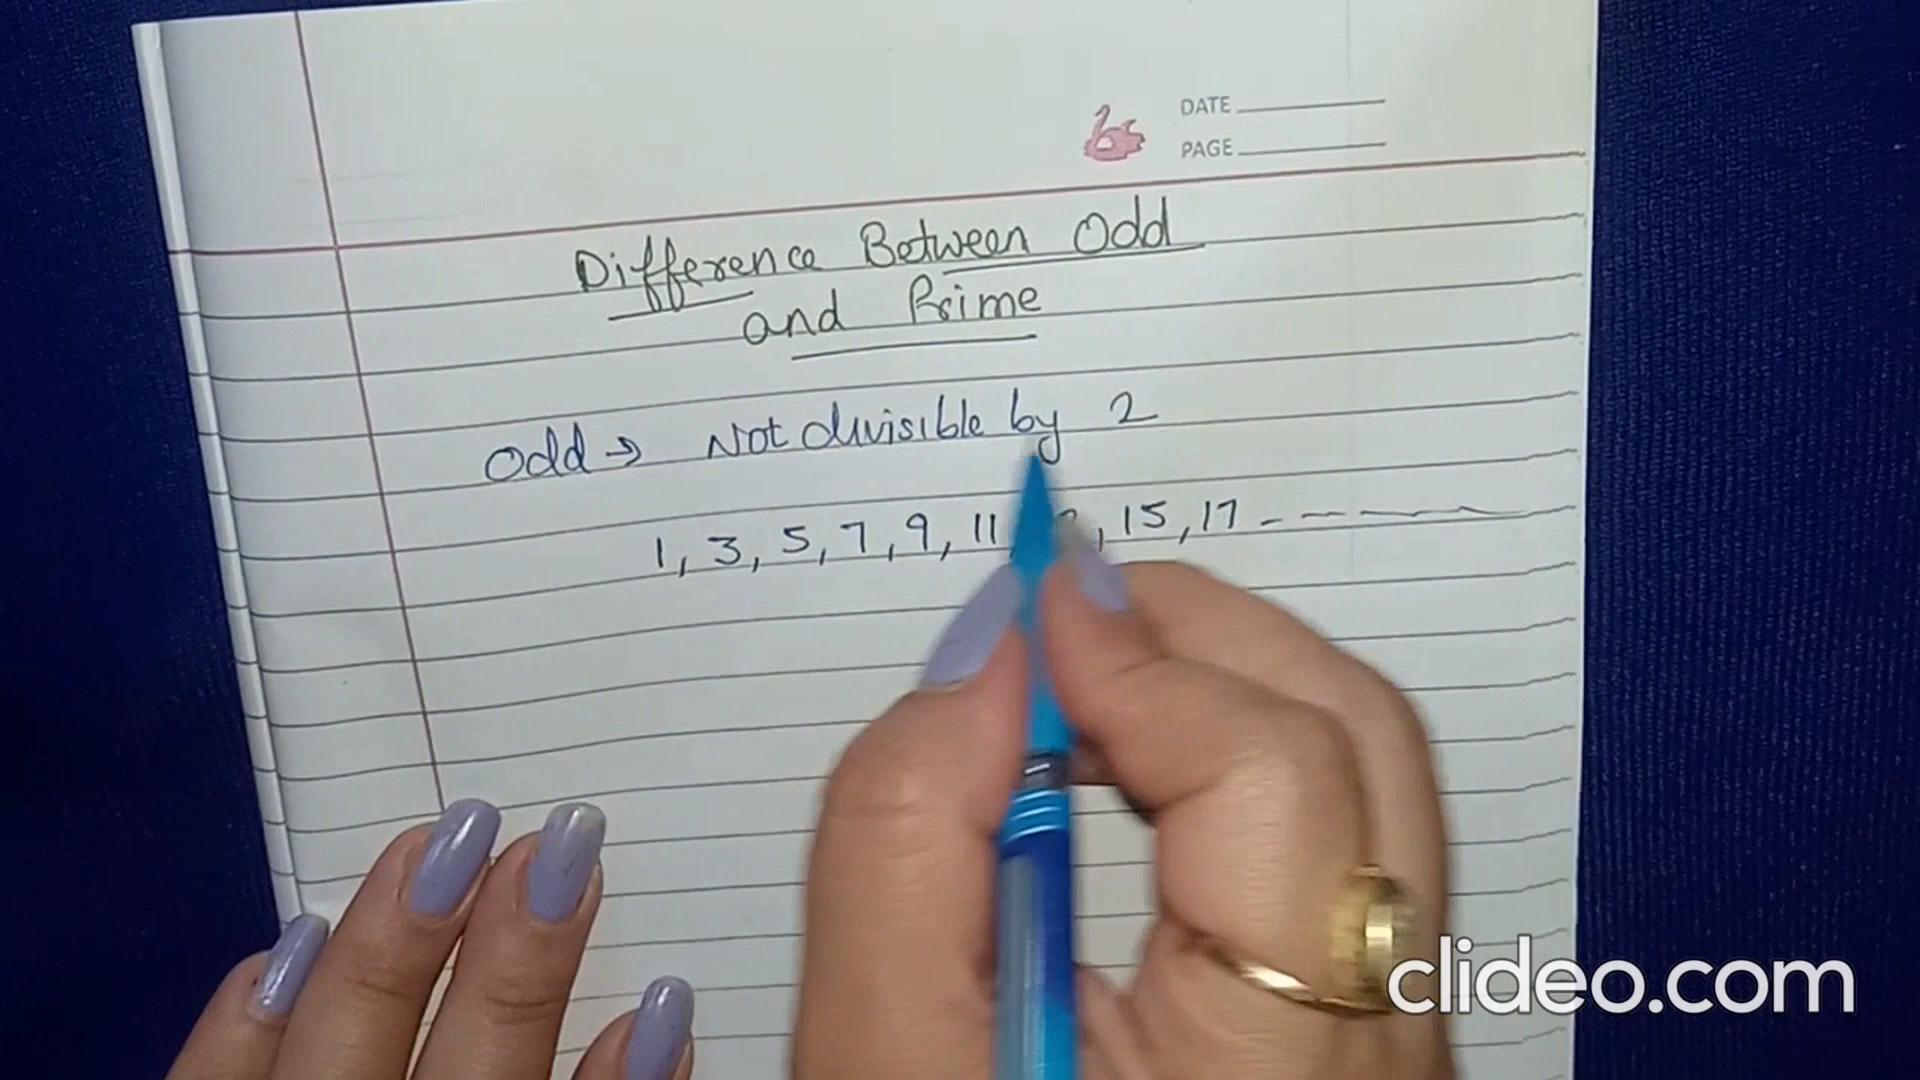 DATE
PAGE
Difference Between Odd
and Prime
Odd → Not divisible by 2
1, 3, 5, 7, 9, 11, , 15, 17 - - - - -
clideo.com